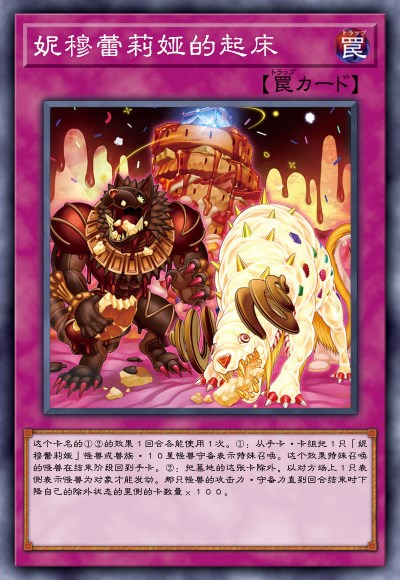 妮穆蕾莉娅的起床
トラップ
罠
トラップ
【罠カード】
这个卡名的①②的效果1回合各能使用1次。①：从手卡·卡组把1只「妮
穆蕾莉娅」怪兽或兽族·10星怪兽守备表示特殊召唤。这个效果特殊召唤
的怪兽在结束阶段回到手卡。②：把墓地的这张卡除外，以对方场上1只表
侧表示怪兽为对象才能发动。那只怪兽的攻击力·守备力直到回合结束时下
降自己的除外状态的里侧的卡数量×100。